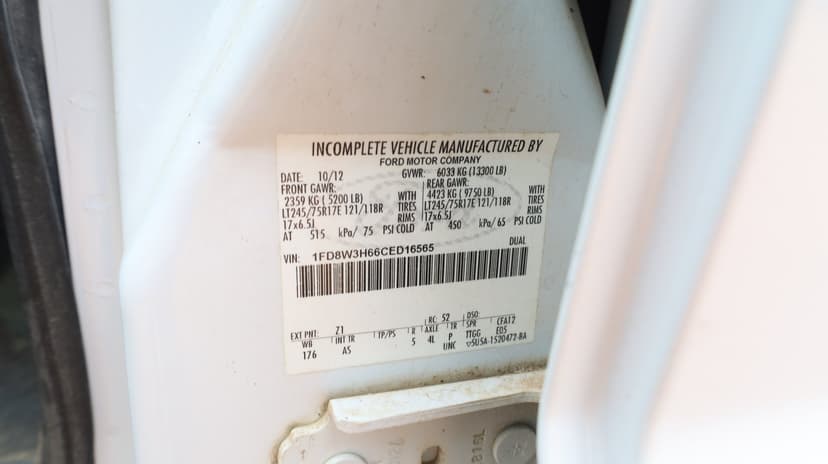 INCOMPLETE VEHICLE MANUFACTURED BY
FORD MOTOR COMPANY
DATE: 10/12 GVWR: 6033 KG (13300 LB)
FRONT GAWR: REAR GAWR:
2359 KG ( 5200 LB) WITH 4423 KG ( 9750 LB) WITH
LT245/75R17E 121/118R TIRES LT245/75R17E 121/118R TIRES
17x6.5J RIMS 17x6.5J RIMS
AT 515 kPa/ 75 PSI COLD AT 450 kPa/ 65 PSI COLD
DUAL
VIN: 1FD8W3H66CED16565
EXT PNT: Z1 RC: 52 DSO:
WB INT TR TP/PS R AXLE TR SPR CFA12
176 AS 5 4L P TTGG E05
UNC 5U5A-1520472-BA